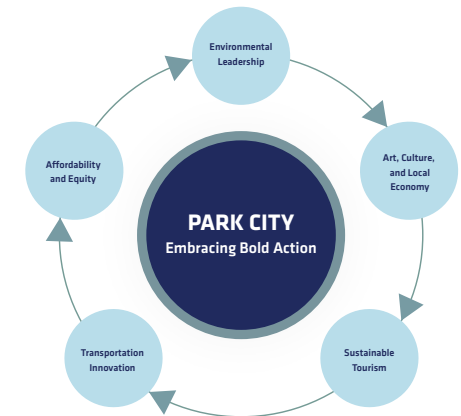 Environmental
Leadership
Art, Culture,
and Local
Economy
Sustainable
Tourism
Transportation
Innovation
Affordability
and Equity
PARK CITY
Embracing Bold Action